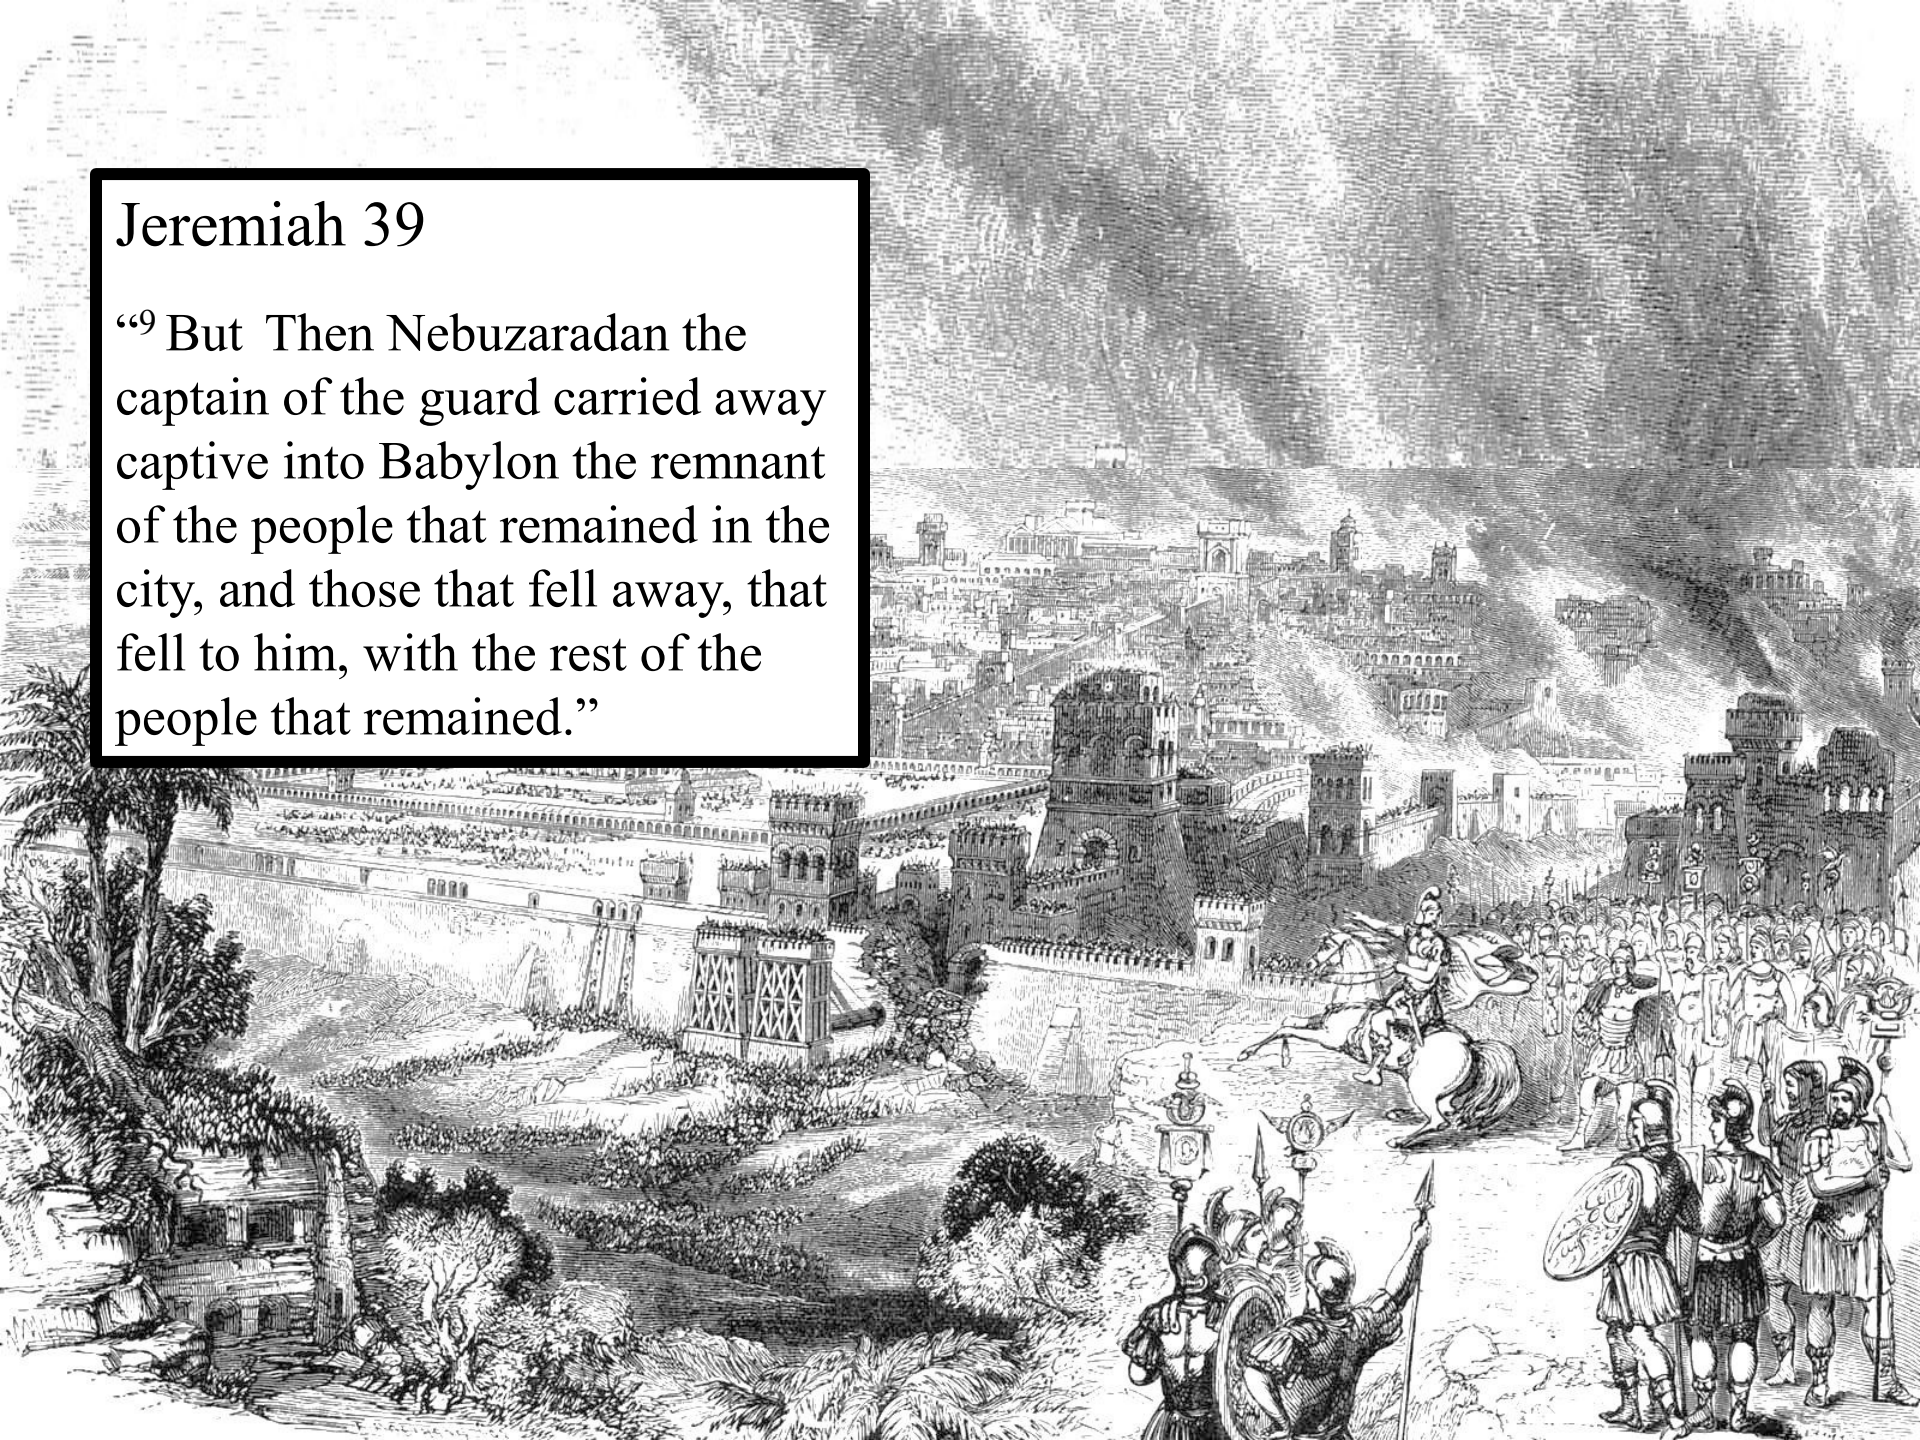 Jeremiah 39
“9 But  Then Nebuzaradan the
captain of the guard carried away
captive into Babylon the remnant
of the people that remained in the
city, and those that fell away, that
fell to him, with the rest of the
people that remained.”